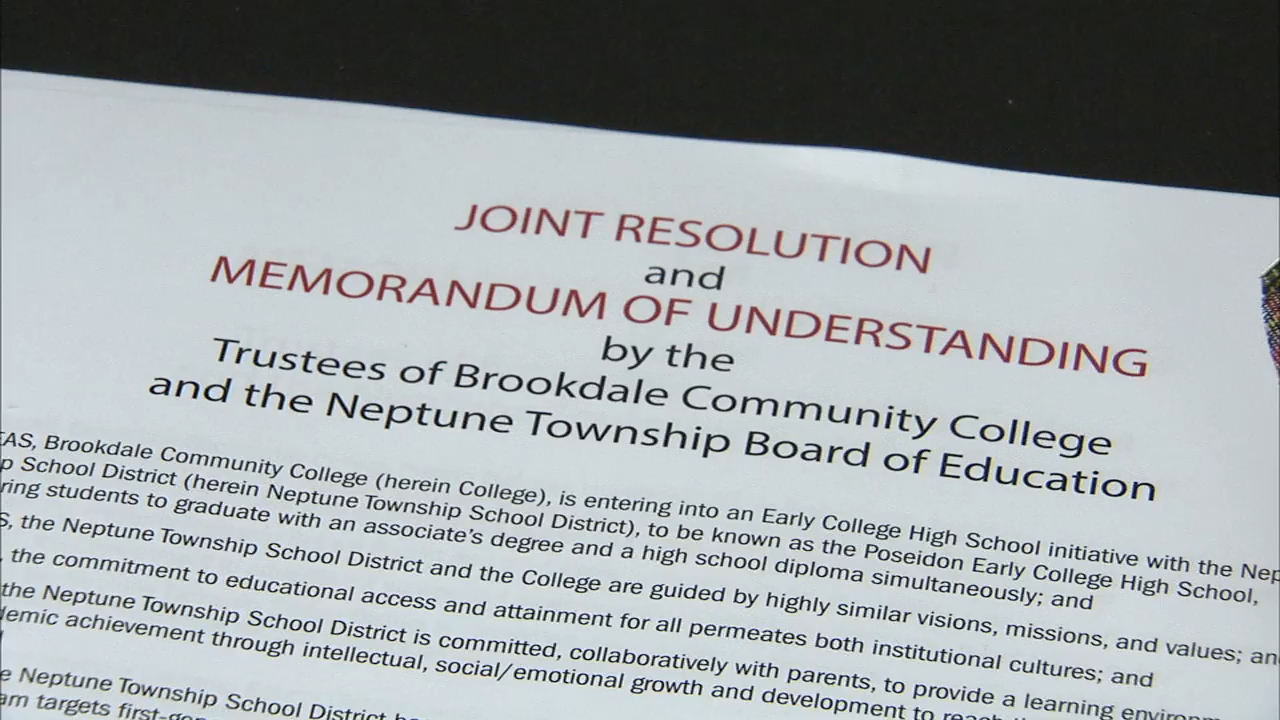 JOINT RESOLUTION
and
MEMORANDUM OF UNDERSTANDING
by the
Trustees of Brookdale Community College
and the Neptune Township Board of Education
Brookdale Community College (herein College), is entering into an Early College High School initiative with the
School District (herein Neptune Township School District), to be known as the Poseidon Early College High School,
students to graduate with an associate's degree and a high school diploma simultaneously; and
the Neptune Township School District and the College are guided by highly similar visions, missions, and values;
the commitment to educational access and attainment for all permeates both institutional cultures; and
the Neptune Township School District is committed, collaboratively with parents, to provide a learning
achievement through intellectual, social/emotional growth and development to
Neptune Township School District
targets